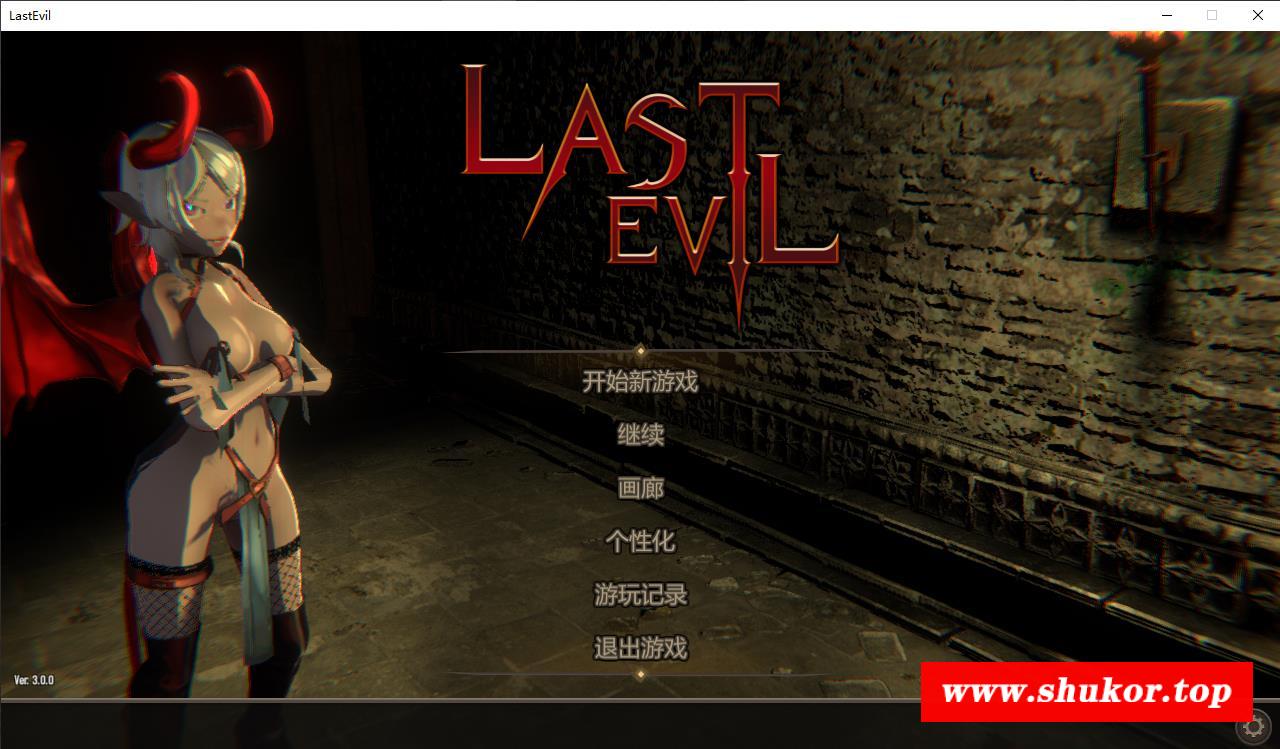 LastEvil
LAST
EVIL
开始新游戏
继续
画廊
个性化
游玩记录
退出游戏
Ver: 3.0.0
www.shukor.top